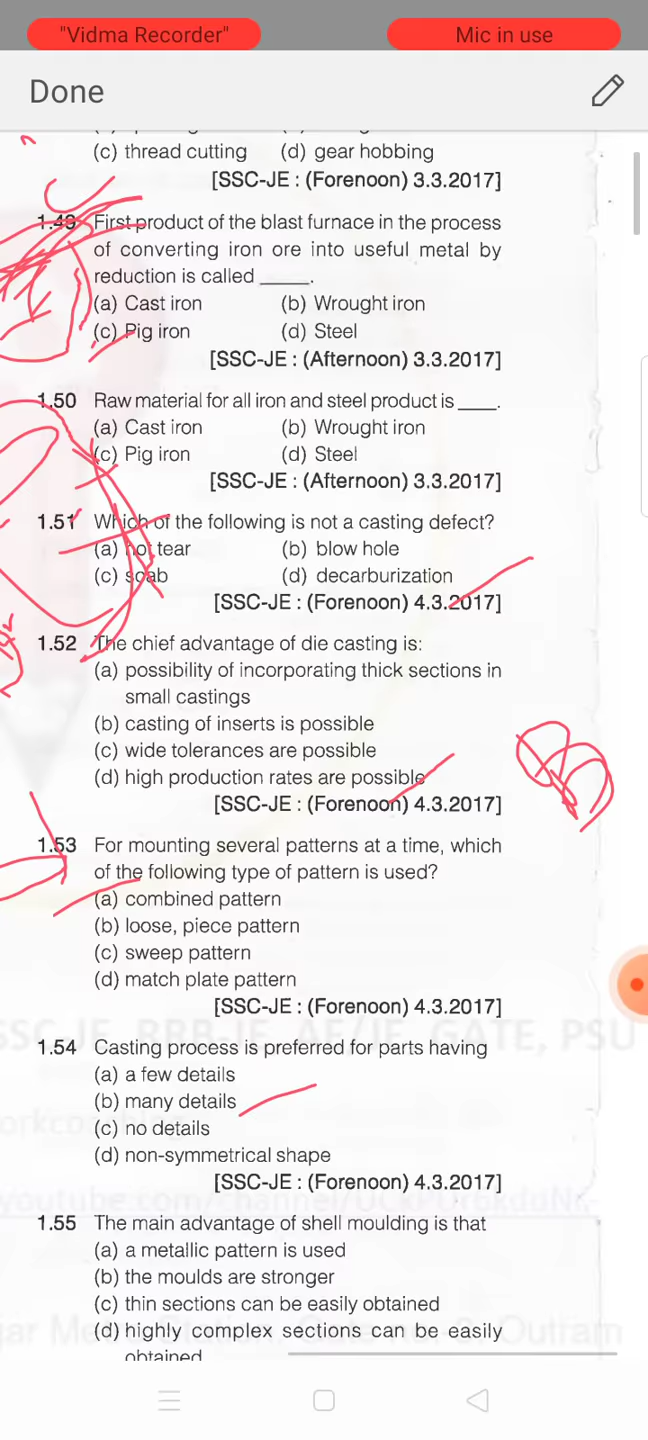 "Vidma Recorder"
Mic in use
Done
(c) thread cutting (d) gear hobbing
[SSC-JE : (Forenoon) 3.3.2017]
1.49 First product of the blast furnace in the process
of converting iron ore into useful metal by
reduction is called _____.
(a) Cast iron (b) Wrought iron
(c) Pig iron (d) Steel
[SSC-JE : (Afternoon) 3.3.2017]
1.50 Raw material for all iron and steel product is ____.
(a) Cast iron (b) Wrought iron
(c) Pig iron (d) Steel
[SSC-JE : (Afternoon) 3.3.2017]
1.51 Which of the following is not a casting defect?
(a) hot tear (b) blow hole
(c) scab (d) decarburization
[SSC-JE : (Forenoon) 4.3.2017]
1.52 The chief advantage of die casting is:
(a) possibility of incorporating thick sections in
small castings
(b) casting of inserts is possible
(c) wide tolerances are possible
(d) high production rates are possible
[SSC-JE : (Forenoon) 4.3.2017]
1.53 For mounting several patterns at a time, which
of the following type of pattern is used?
(a) combined pattern
(b) loose, piece pattern
(c) sweep pattern
(d) match plate pattern
[SSC-JE : (Forenoon) 4.3.2017]
1.54 Casting process is preferred for parts having
(a) a few details
(b) many details
(c) no details
(d) non-symmetrical shape
[SSC-JE : (Forenoon) 4.3.2017]
1.55 The main advantage of shell moulding is that
(a) a metallic pattern is used
(b) the moulds are stronger
(c) thin sections can be easily obtained
(d) highly complex sections can be easily
obtained